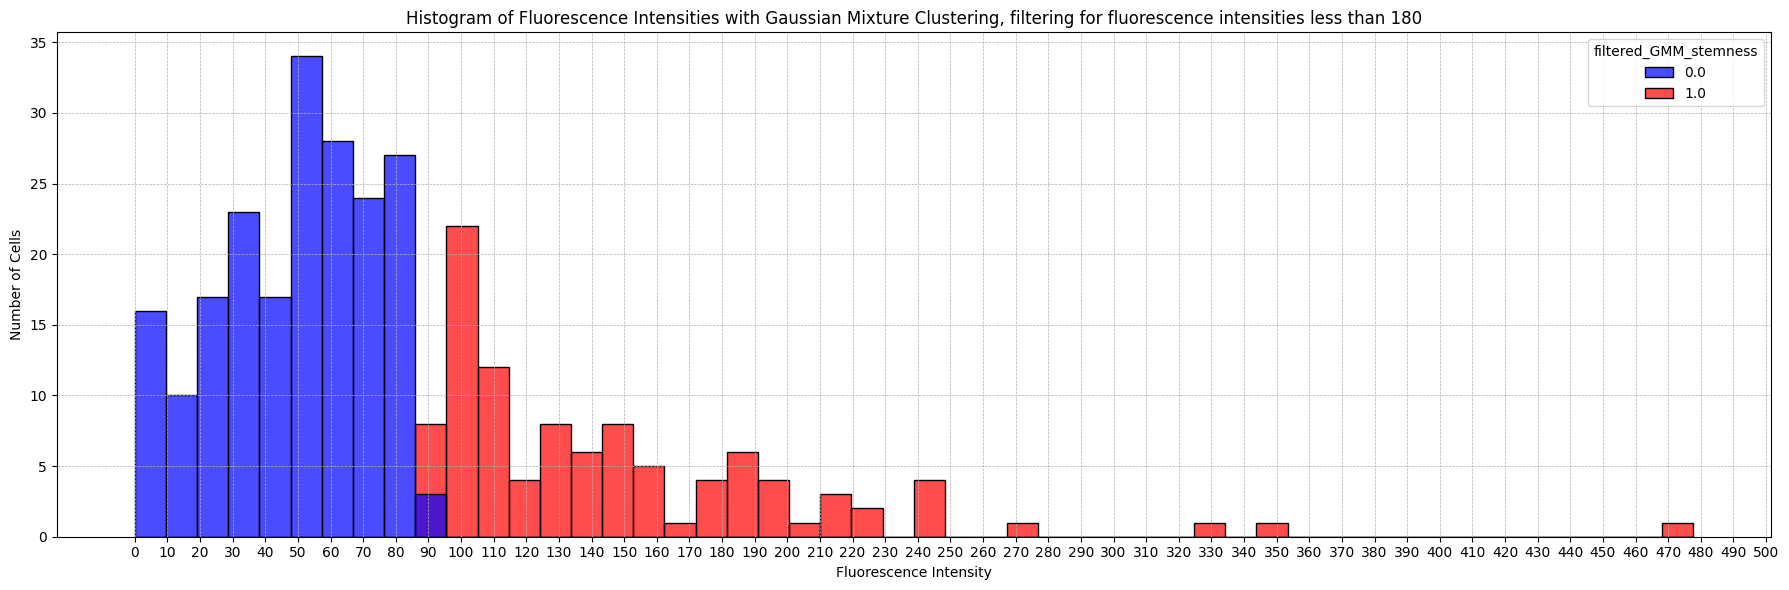 Histogram of Fluorescence Intensities with Gaussian Mixture Clustering, filtering for fluorescence intensities less than 180
filtered_GMM_stemness
0.0
1.0
Number of Cells
35
30
25
20
15
10
5
0
0 10 20 30 40 50 60 70 80 90 100 110 120 130 140 150 160 170 180 190 200 210 220 230 240 250 260 270 280 290 300 310 320 330 340 350 360 370 380 390 400 410 420 430 440 450 460 470 480 490 500
Fluorescence Intensity